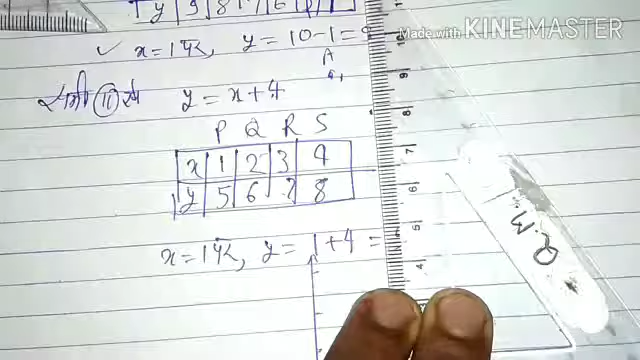 y 9 8 7 6
Made with KINEMASTER
✓ x=1 पर, y = 10-1=9
A
समी (II) से y = x+4
P Q R S
x 1 2 3 4
y 5 6 7 8
x=1 पर, y = 1+4 =